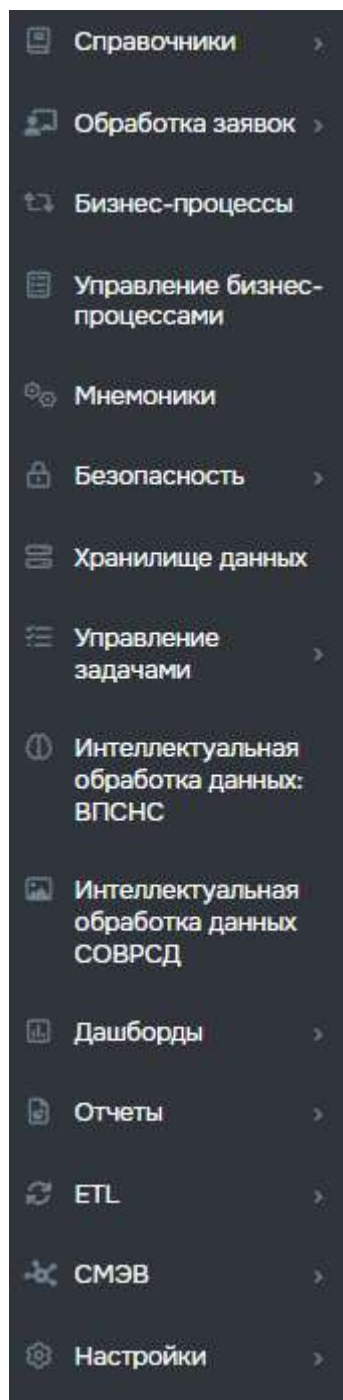 Справочники
Обработка заявок
Бизнес-процессы
Управление бизнес-
процессами
Мнемоники
Безопасность
Хранилище данных
Управление
задачами
Интеллектуальная
обработка данных:
ВПСНС
Интеллектуальная
обработка данных
СОВРСД
Дашборды
Отчеты
ETL
СМЭВ
Настройки